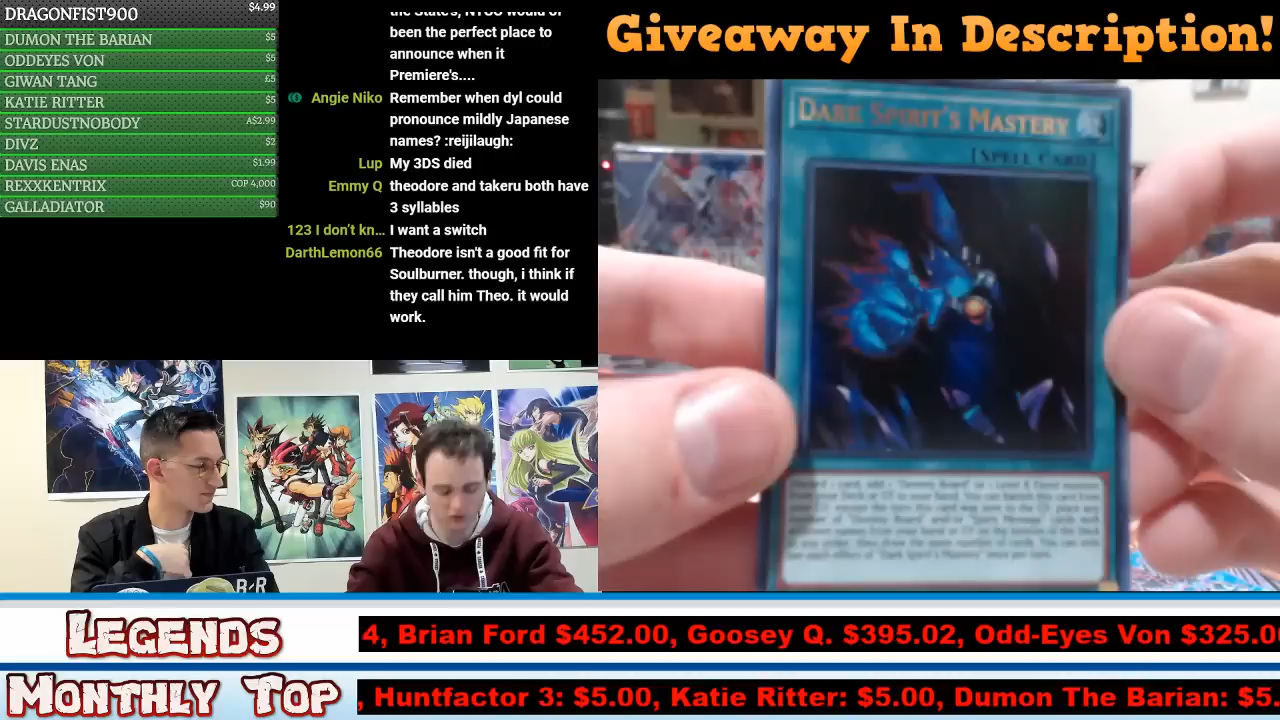 DRAGONFIST900 $4.99
DUMON THE BARIAN $5
ODDEYES VON $5
GIWAN TANG £5
KATIE RITTER $5
STARDUSTNOBODY A$2.99
DIVZ $2
DAVIS ENAS $1.99
REXXKENTRIX COP 4,000
GALLADIATOR $90
the State's, NYCC would of
been the perfect place to
announce when it
Premiere's....
Angie Niko Remember when dyl could
pronounce mildly Japanese
names? :reijilaugh:
Lup My 3DS died
Emmy Q theodore and takeru both have
3 syllables
123 I don't kn... I want a switch
DarthLemon66 Theodore isn't a good fit for
Soulburner. though, i think if
they call him Theo. it would
work.
Giveaway In Description!
DARK SPIRIT'S MASTERY
[SPELL CARD]
B-R
LEGENDS
4, Brian Ford $452.00, Goosey Q. $395.02, Odd-Eyes Von $325.0
MONTHLY TOP
, Huntfactor 3: $5.00, Katie Ritter: $5.00, Dumon The Barian: $5.